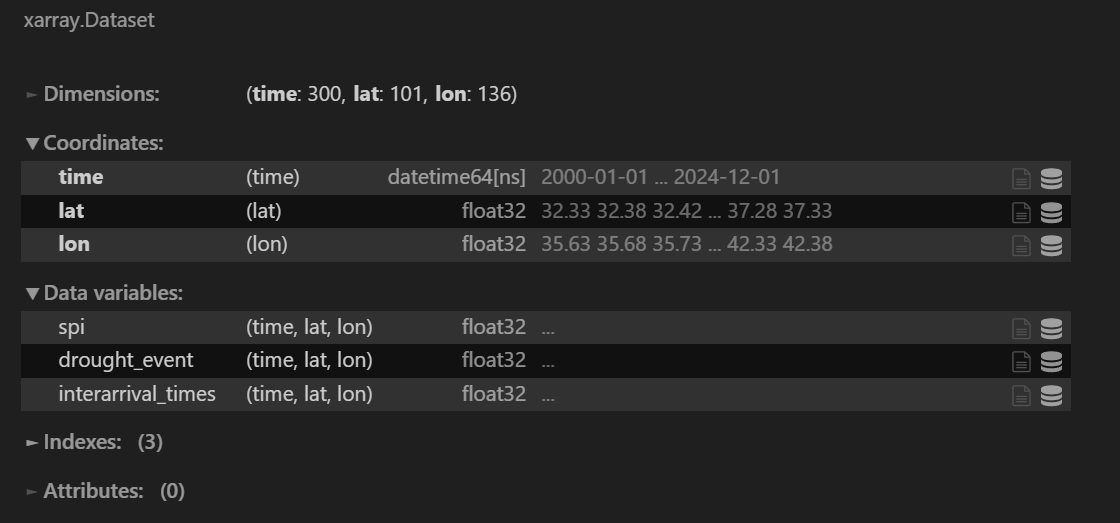 xarray.Dataset
► Dimensions: (time: 300, lat: 101, lon: 136)
▼ Coordinates:
time (time) datetime64[ns] 2000-01-01 ... 2024-12-01
lat (lat) float32 32.33 32.38 32.42 ... 37.28 37.33
lon (lon) float32 35.63 35.68 35.73 ... 42.33 42.38
▼ Data variables:
spi (time, lat, lon) float32 ...
drought_event (time, lat, lon) float32 ...
interarrival_times (time, lat, lon) float32 ...
► Indexes: (3)
► Attributes: (0)